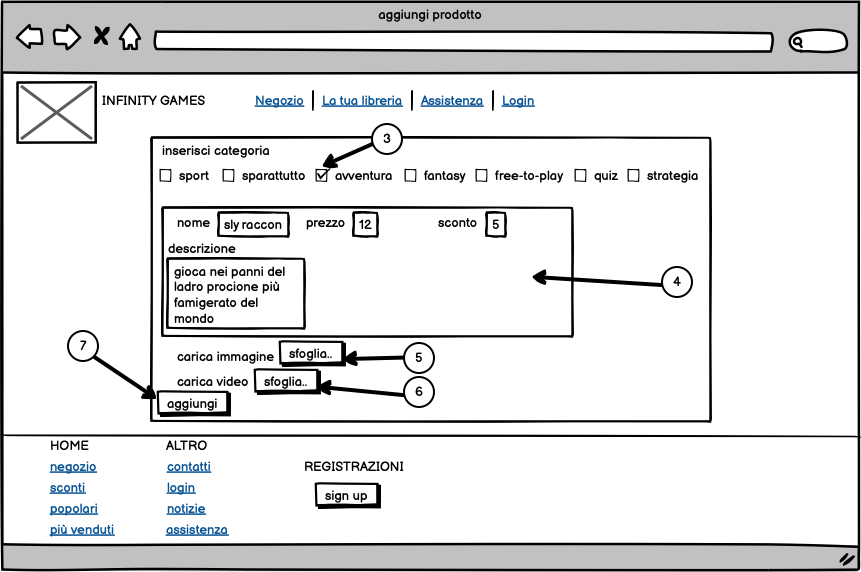 aggiungi prodotto
INFINITY GAMES
Negozio
La tua libreria
Assistenza
Login
3
inserisci categoria
sport
sparattutto
avventura
fantasy
free-to-play
quiz
strategia
nome
sly raccon
prezzo
12
sconto
5
descrizione
gioca nei panni del
ladro procione più
famigerato del
mondo
4
7
carica immagine
sfoglia..
5
carica video
sfoglia..
6
aggiungi
HOME
negozio
sconti
popolari
più venduti
ALTRO
contatti
login
notizie
assistenza
REGISTRAZIONI
sign up